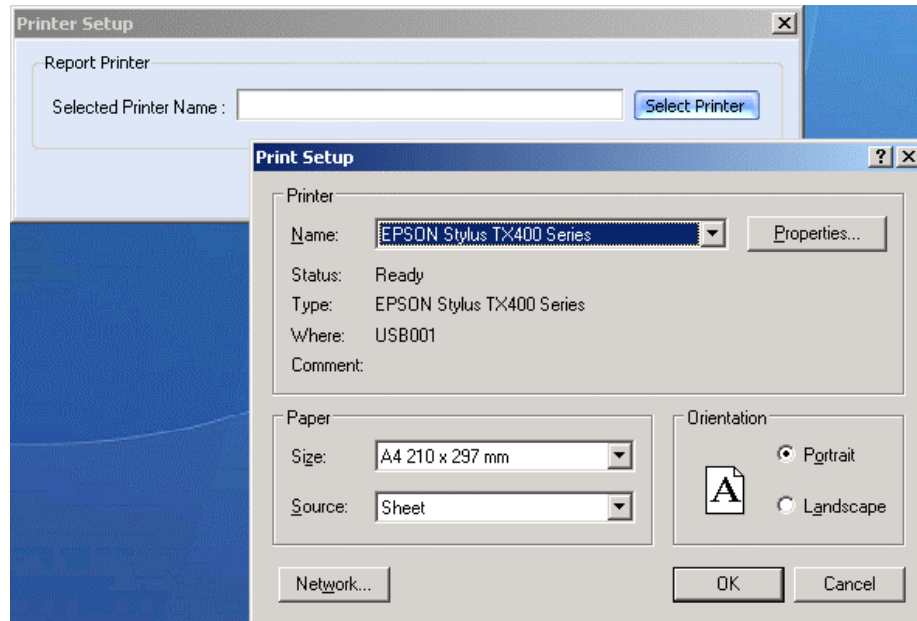 Printer Setup
Report Printer
Selected Printer Name :
Select Printer
Print Setup
Printer
Name: EPSON Stylus TX400 Series Properties...
Status: Ready
Type: EPSON Stylus TX400 Series
Where: USB001
Comment:
Paper
Size: A4 210 x 297 mm
Source: Sheet
Orientation
A
Portrait
Landscape
Network...
OK
Cancel